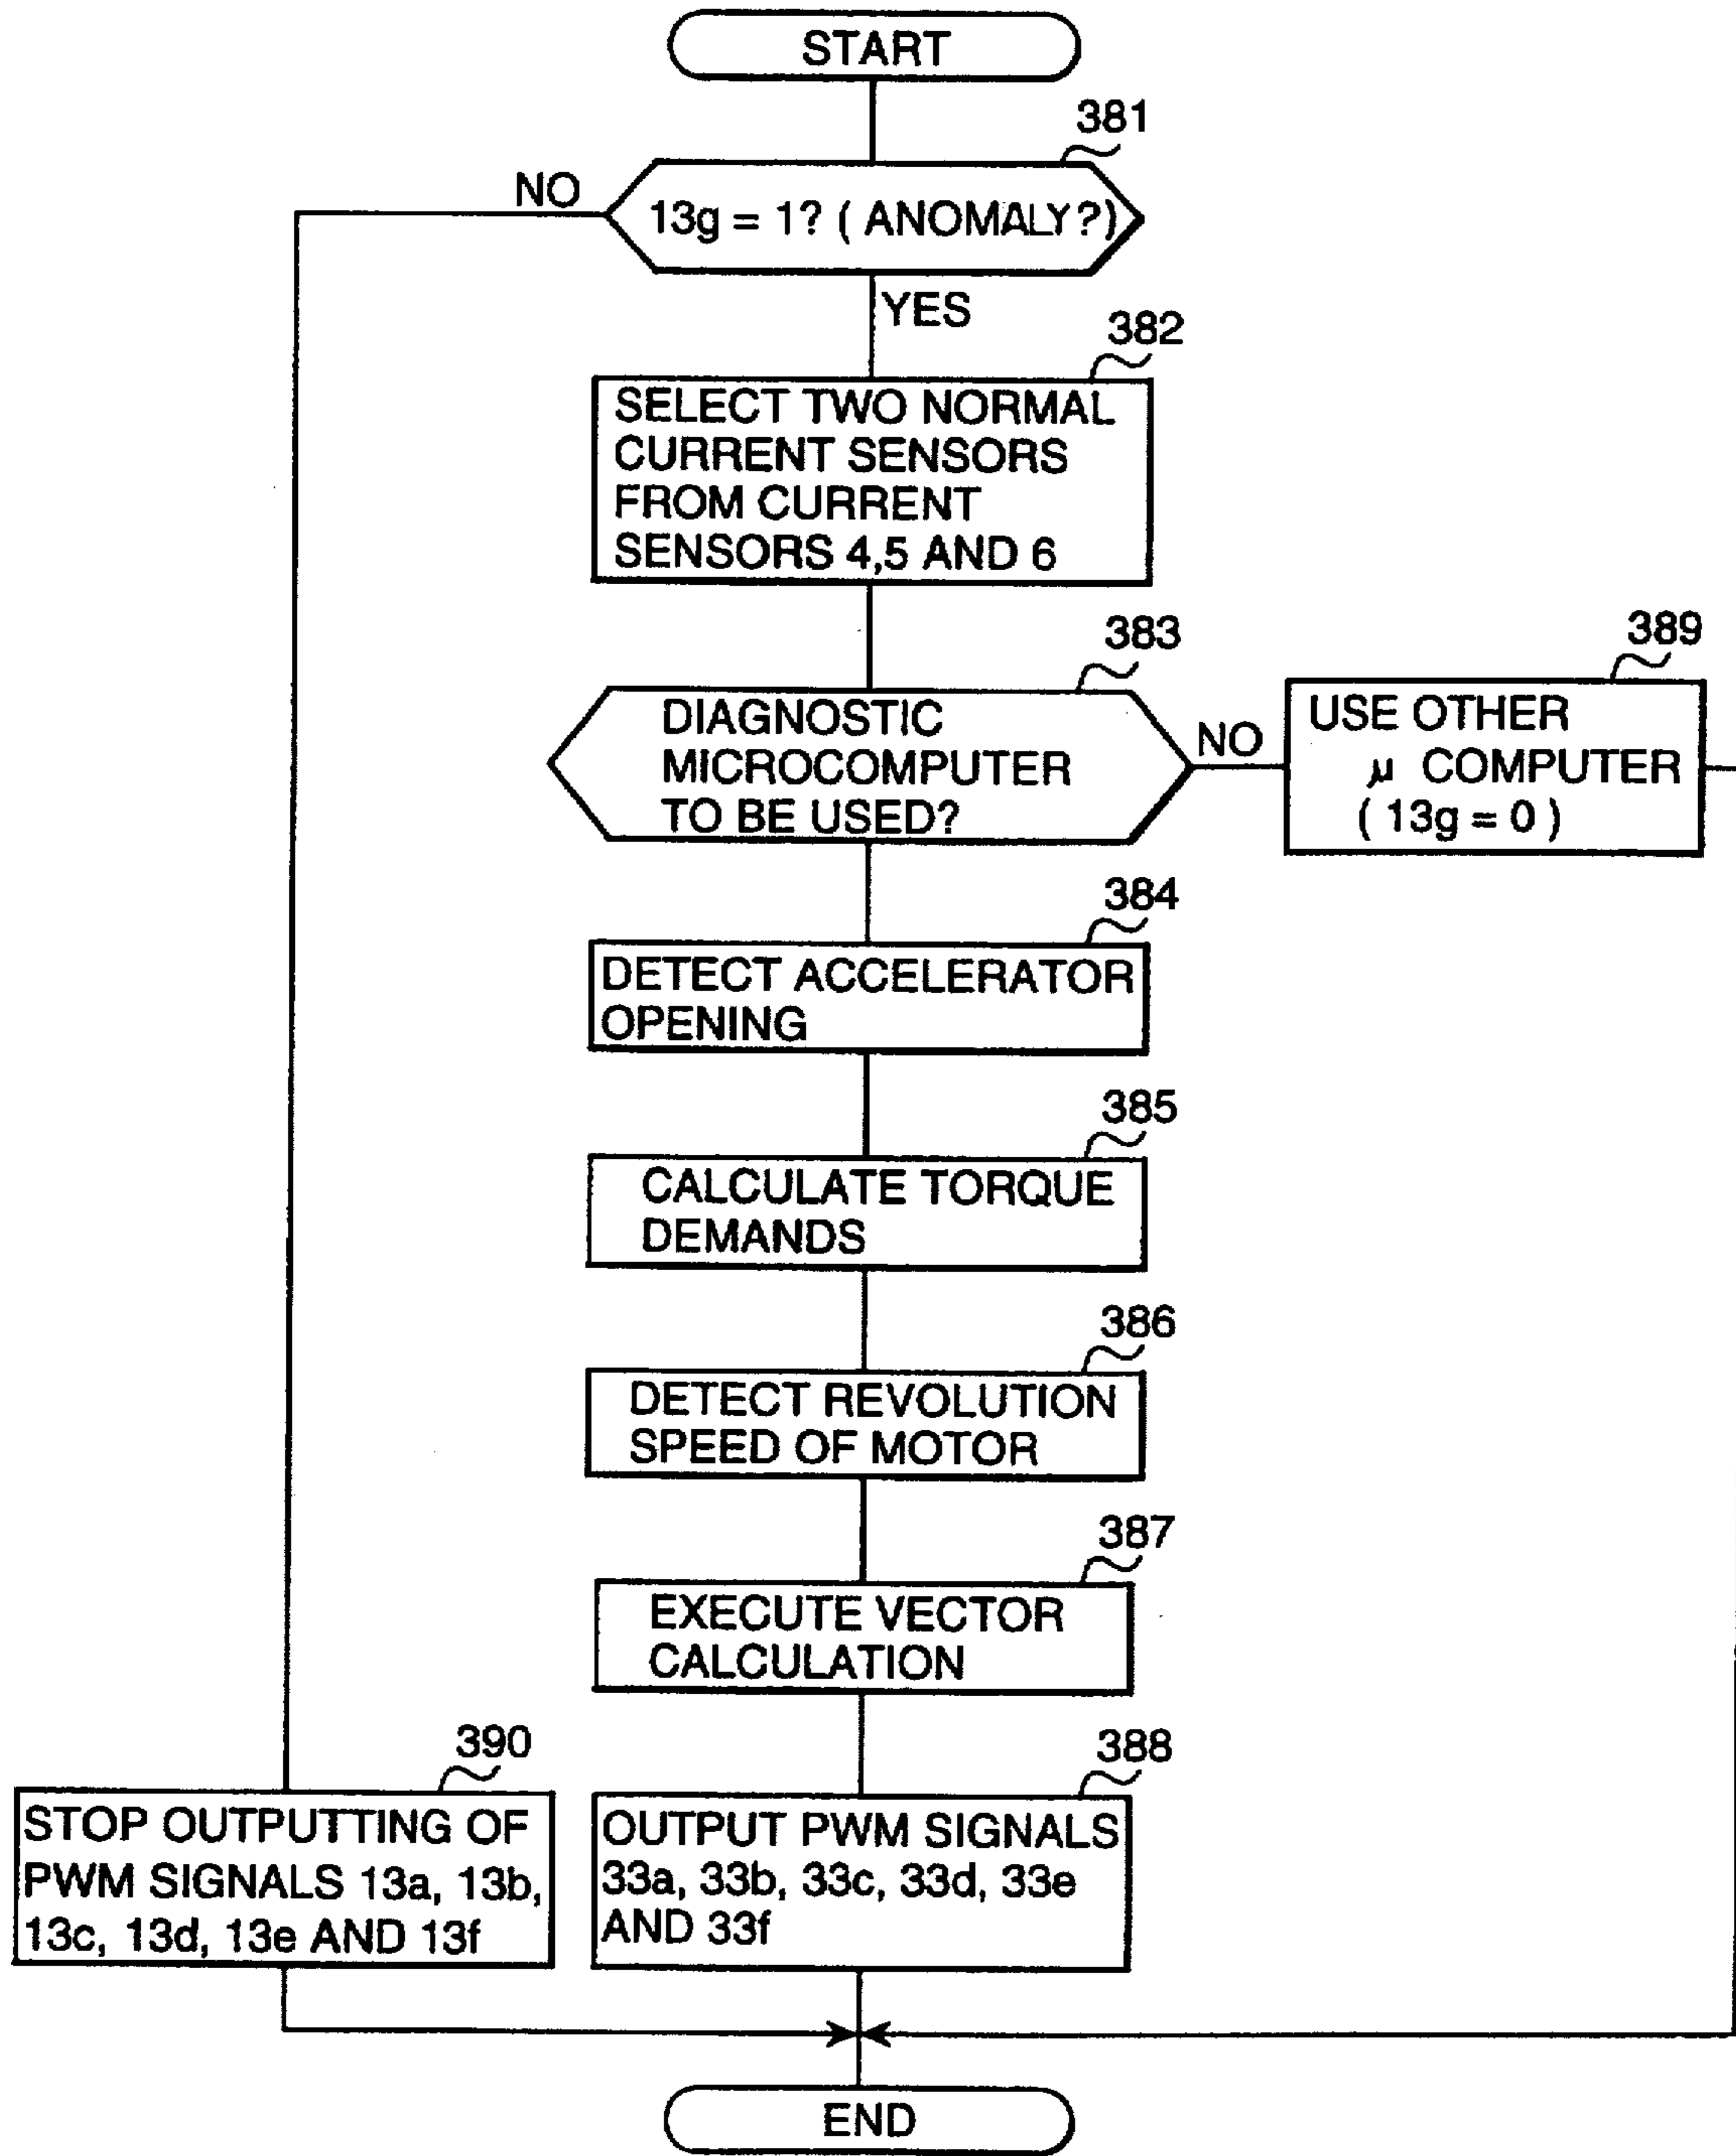 START
381
NO
13g = 1? ( ANOMALY?)
YES
382
SELECT TWO NORMAL
CURRENT SENSORS
FROM CURRENT
SENSORS 4,5 AND 6
383
389
DIAGNOSTIC
MICROCOMPUTER
TO BE USED?
NO
USE OTHER
μ COMPUTER
( 13g = 0 )
384
DETECT ACCELERATOR
OPENING
385
CALCULATE TORQUE
DEMANDS
386
DETECT REVOLUTION
SPEED OF MOTOR
387
EXECUTE VECTOR
CALCULATION
390
388
STOP OUTPUTTING OF
PWM SIGNALS 13a, 13b,
13c, 13d, 13e AND 13f
OUTPUT PWM SIGNALS
33a, 33b, 33c, 33d, 33e
AND 33f
END